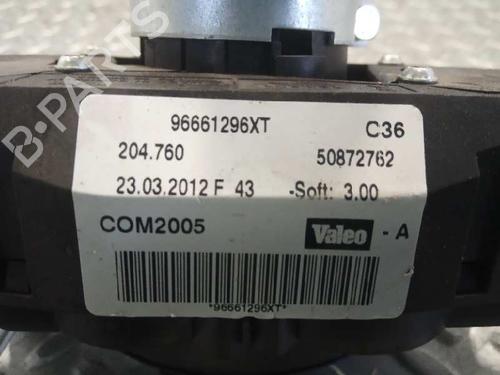 96661296XT C36
204.760 50872762
23.03.2012 F 43 -Soft: 3.00
COM2005 Valeo - A
*96661296XT*
B-PARTS